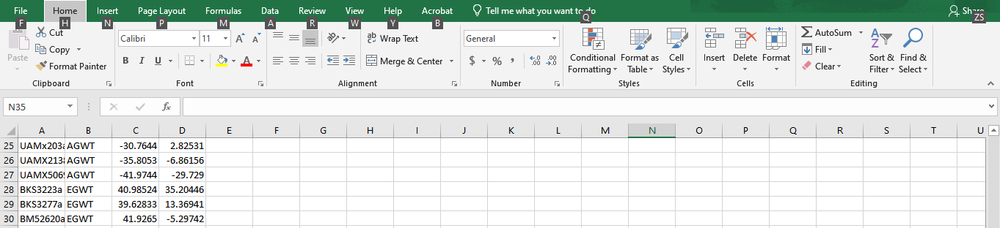 File Home Insert Page Layout Formulas Data Review View Help Acrobat Tell me what you want to do Share
F H N P M A R W Y B Q ZS
Cut Calibri 11 A A ab Wrap Text General AutoSum
Paste Copy Conditional Formatting Format as Table Cell Styles Insert Delete Format Fill Sort & Filter Find & Select
Format Painter B I U A Merge & Center $ % , .00 .0 Clear
Clipboard Font Alignment Number Styles Cells Editing
N35 fx
A B C D E F G H I J K L M N O P Q R S T U
25 UAMx203a AGWT -30.7644 2.82531
26 AGWT -35.8053 -6.86156
27 AGWT -41.9744 -29.729
28 BKS3223a EGWT 40.98524 35.20446
29 BKS3277a EGWT 39.62833 13.36941
30 BM52620a EGWT 41.9265 -5.29742